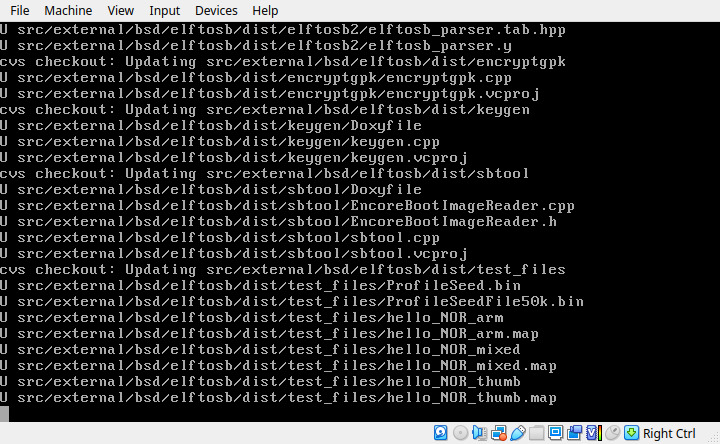 File Machine View Input Devices Help
U src/external/bsd/elftosb/dist/elftosb2/elftosb_parser.tab.hpp
U src/external/bsd/elftosb/dist/elftosb2/elftosb_parser.y
cvs checkout: Updating src/external/bsd/elftosb/dist/encryptgpk
U src/external/bsd/elftosb/dist/encryptgpk/encryptgpk.cpp
U src/external/bsd/elftosb/dist/encryptgpk/encryptgpk.vcproj
cvs checkout: Updating src/external/bsd/elftosb/dist/keygen
U src/external/bsd/elftosb/dist/keygen/Doxyfile
U src/external/bsd/elftosb/dist/keygen/keygen.cpp
U src/external/bsd/elftosb/dist/keygen/keygen.vcproj
cvs checkout: Updating src/external/bsd/elftosb/dist/sbtool
U src/external/bsd/elftosb/dist/sbtool/Doxyfile
U src/external/bsd/elftosb/dist/sbtool/EncoreBootImageReader.cpp
U src/external/bsd/elftosb/dist/sbtool/EncoreBootImageReader.h
U src/external/bsd/elftosb/dist/sbtool/sbtool.cpp
U src/external/bsd/elftosb/dist/sbtool/sbtool.vcproj
cvs checkout: Updating src/external/bsd/elftosb/dist/test_files
U src/external/bsd/elftosb/dist/test_files/ProfileSeed.bin
U src/external/bsd/elftosb/dist/test_files/ProfileSeedFile50k.bin
U src/external/bsd/elftosb/dist/test_files/hello_NOR_arm
U src/external/bsd/elftosb/dist/test_files/hello_NOR_arm.map
U src/external/bsd/elftosb/dist/test_files/hello_NOR_mixed
U src/external/bsd/elftosb/dist/test_files/hello_NOR_mixed.map
U src/external/bsd/elftosb/dist/test_files/hello_NOR_thumb
U src/external/bsd/elftosb/dist/test_files/hello_NOR_thumb.map
Right Ctrl